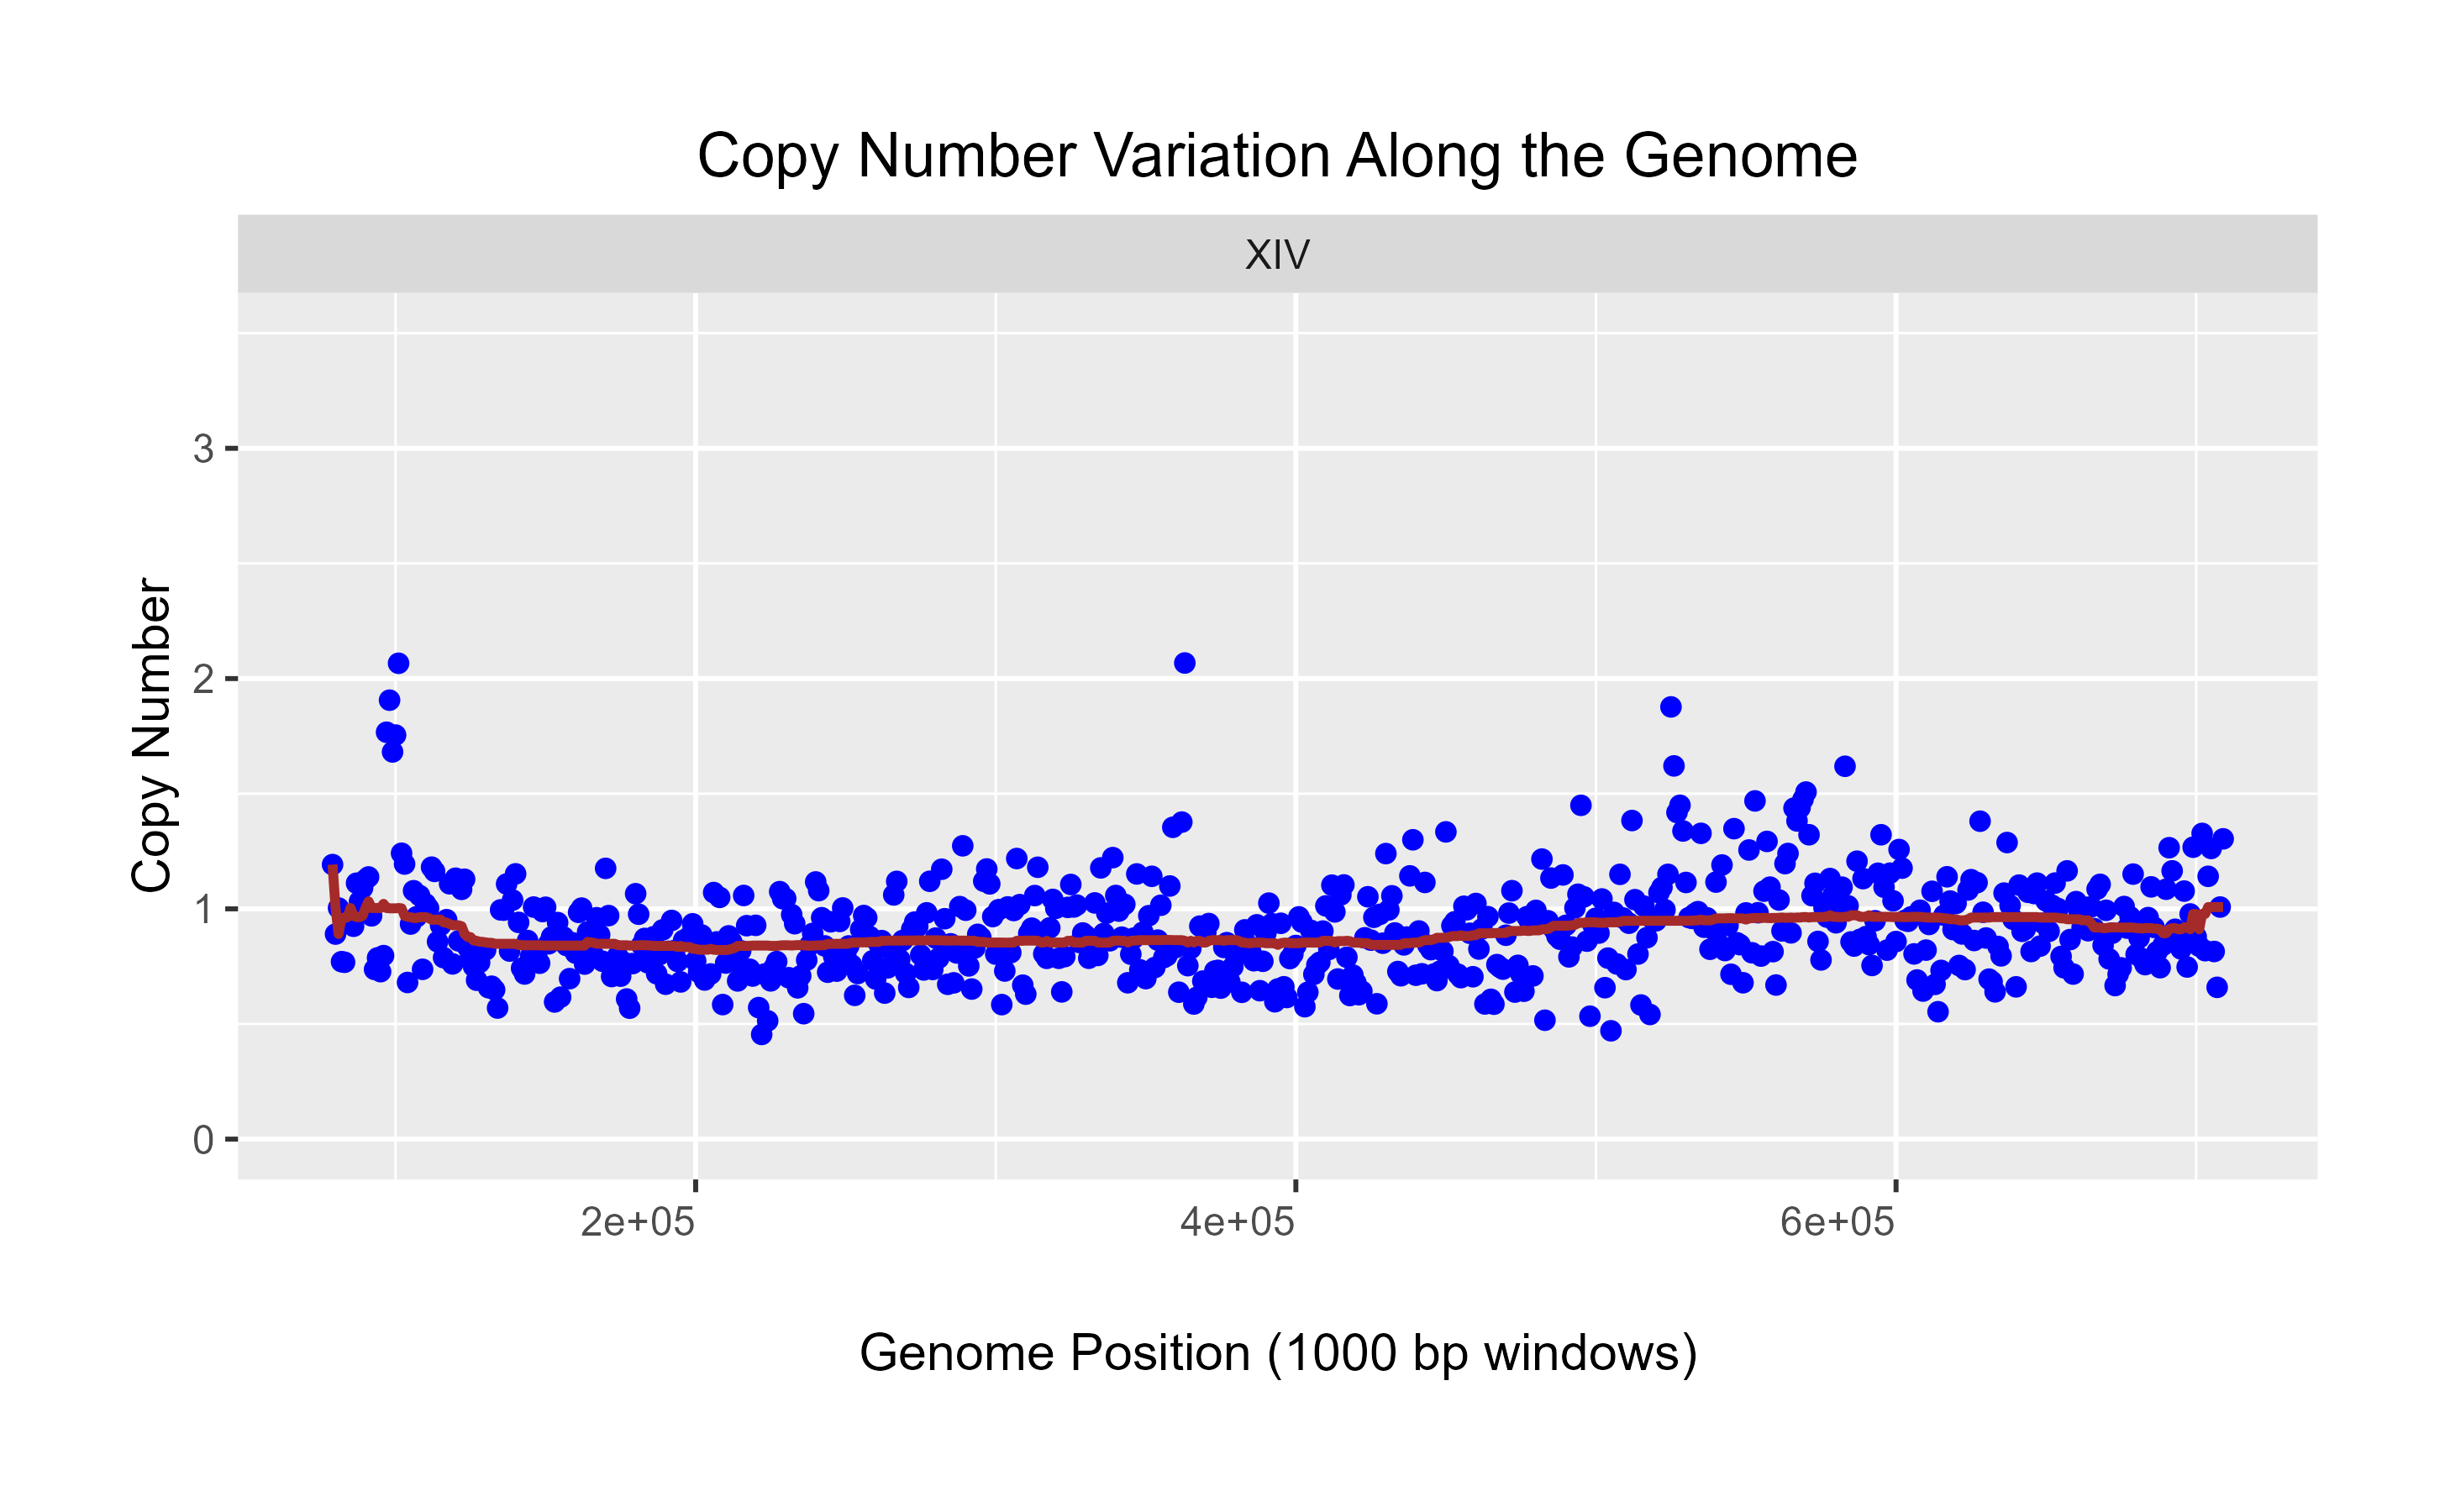 Copy Number Variation Along the Genome
XIV
Copy Number
3
2
1
0
2e+05
4e+05
6e+05
Genome Position (1000 bp windows)